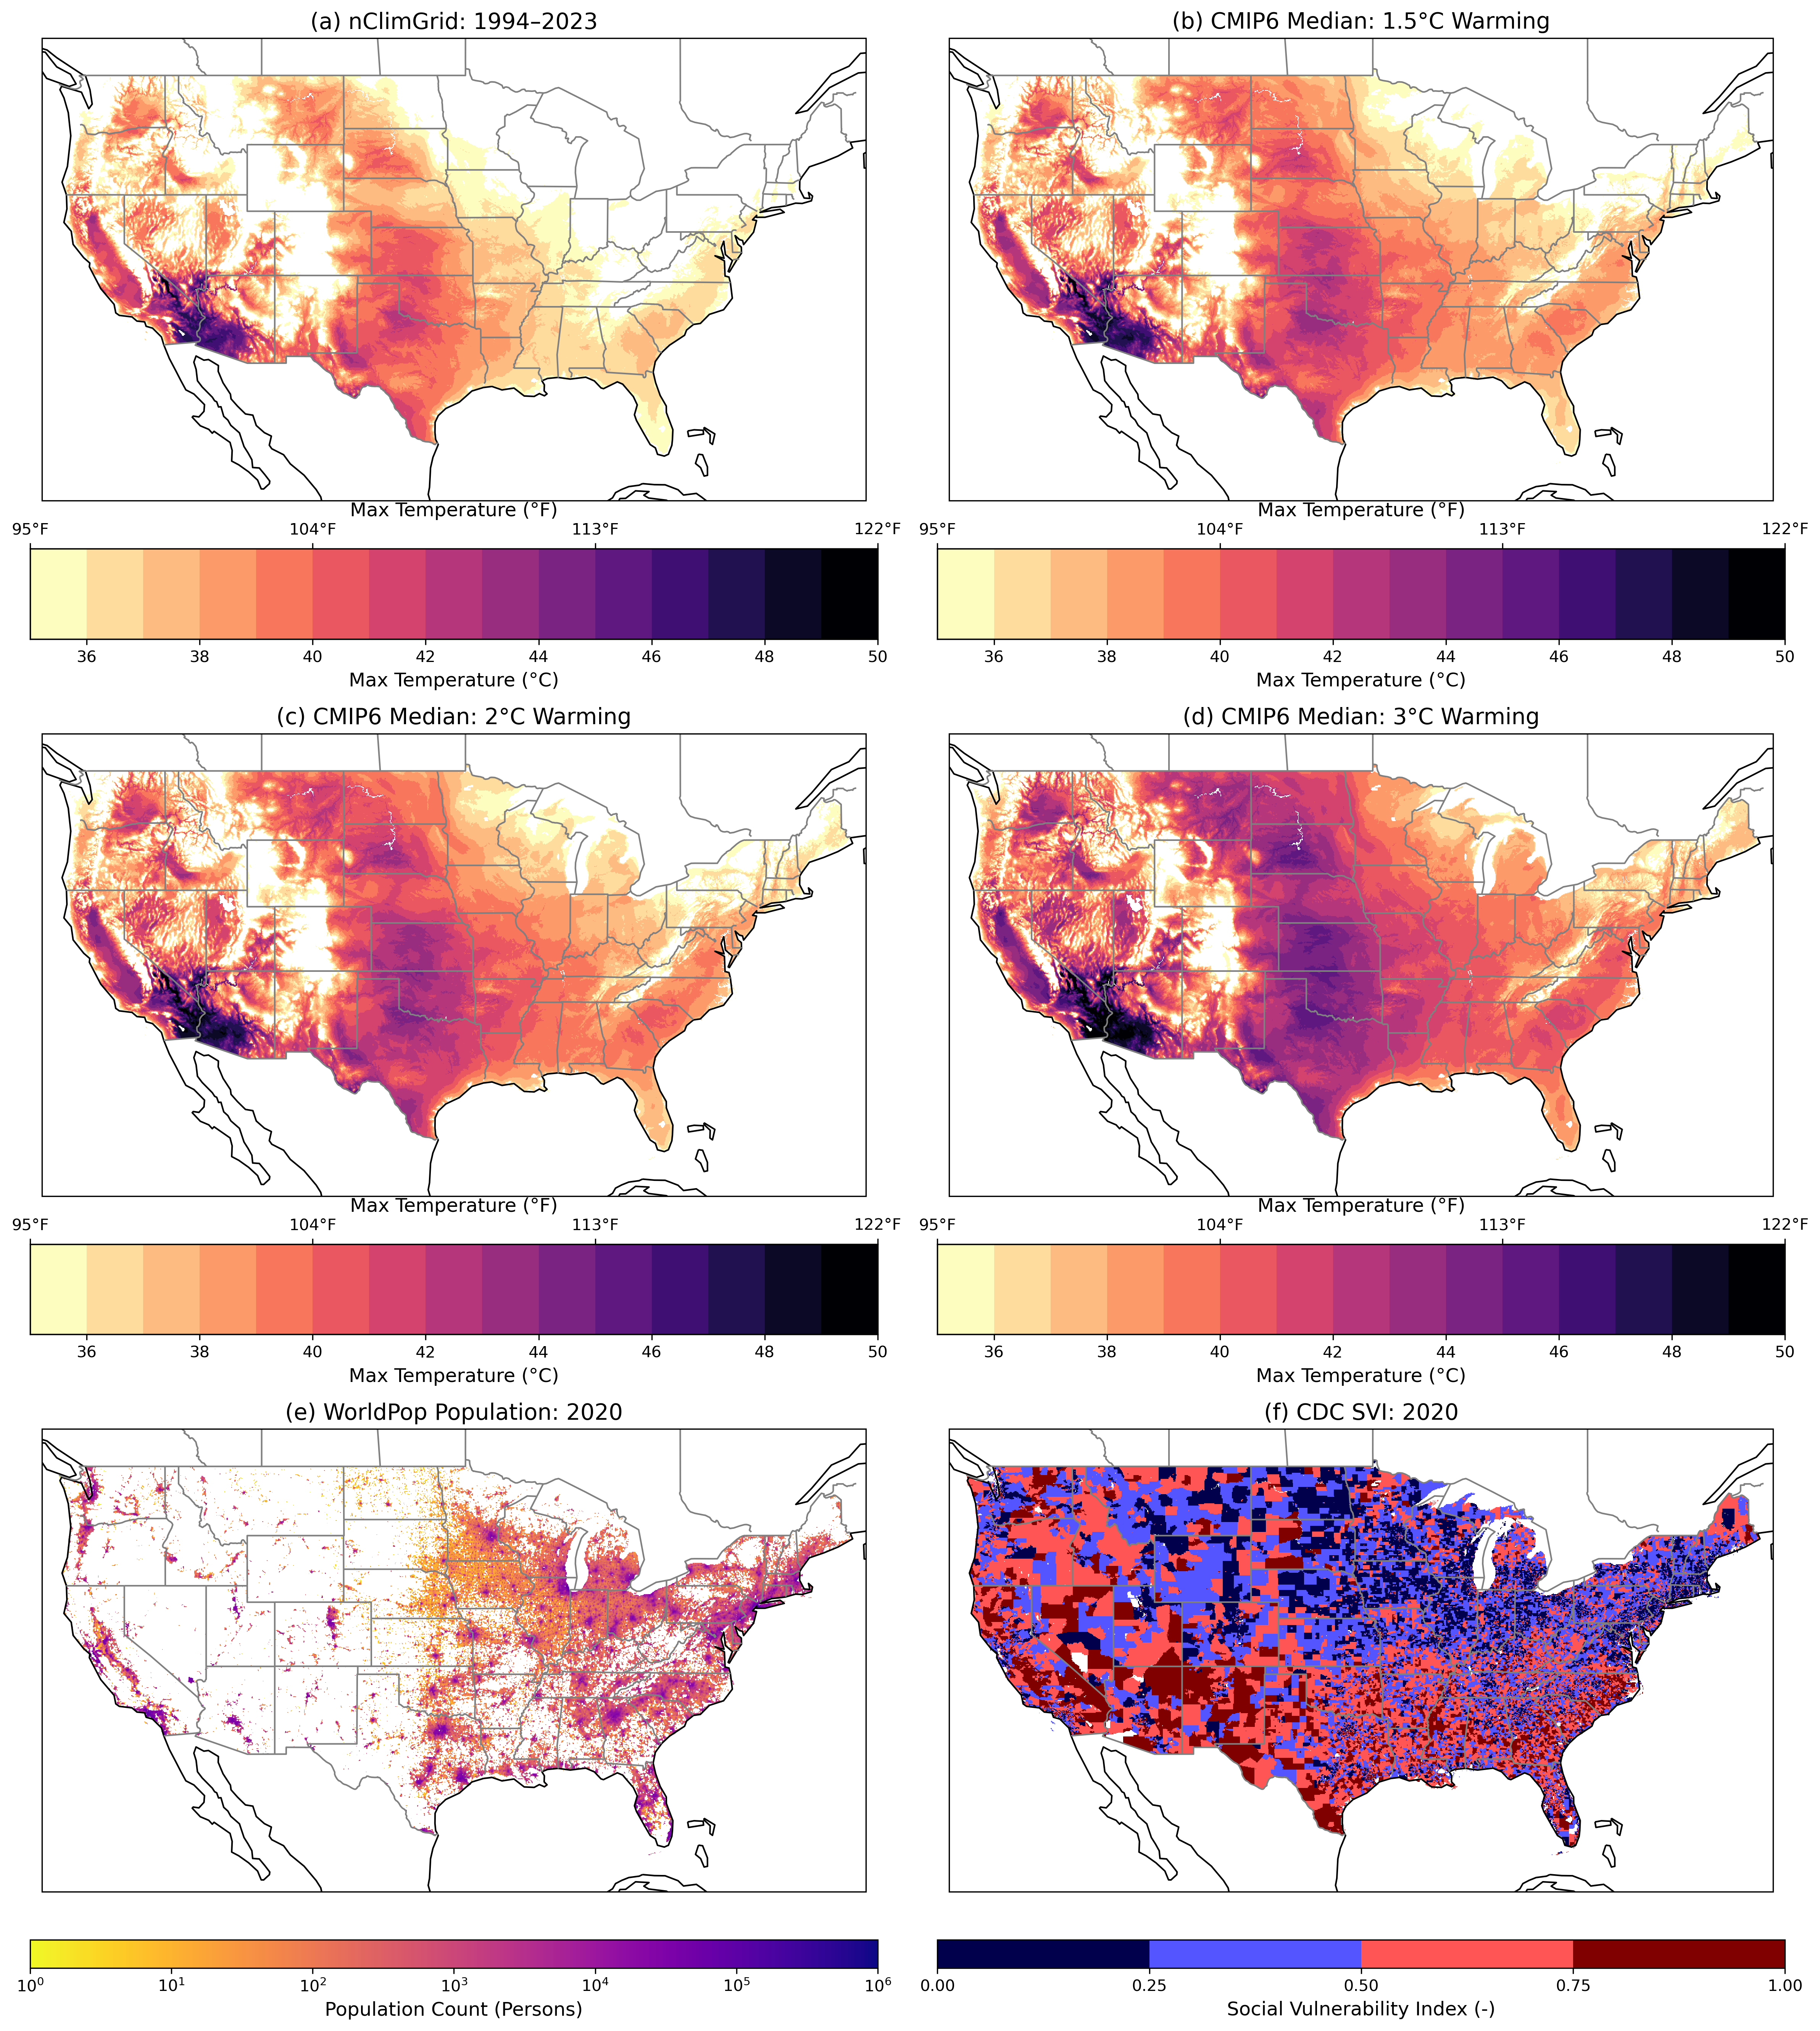 (a) nClimGrid: 1994–2023
(b) CMIP6 Median: 1.5°C Warming
Max Temperature (°F)
95°F 104°F 113°F 122°F
36 38 40 42 44 46 48 50
Max Temperature (°C)
Max Temperature (°F)
95°F 104°F 113°F 122°F
36 38 40 42 44 46 48 50
Max Temperature (°C)
(c) CMIP6 Median: 2°C Warming
(d) CMIP6 Median: 3°C Warming
Max Temperature (°F)
95°F 104°F 113°F 122°F
36 38 40 42 44 46 48 50
Max Temperature (°C)
Max Temperature (°F)
95°F 104°F 113°F 122°F
36 38 40 42 44 46 48 50
Max Temperature (°C)
(e) WorldPop Population: 2020
(f) CDC SVI: 2020
10⁰ 10¹ 10² 10³ 10⁴ 10⁵ 10⁶
Population Count (Persons)
0.00 0.25 0.50 0.75 1.00
Social Vulnerability Index (-)